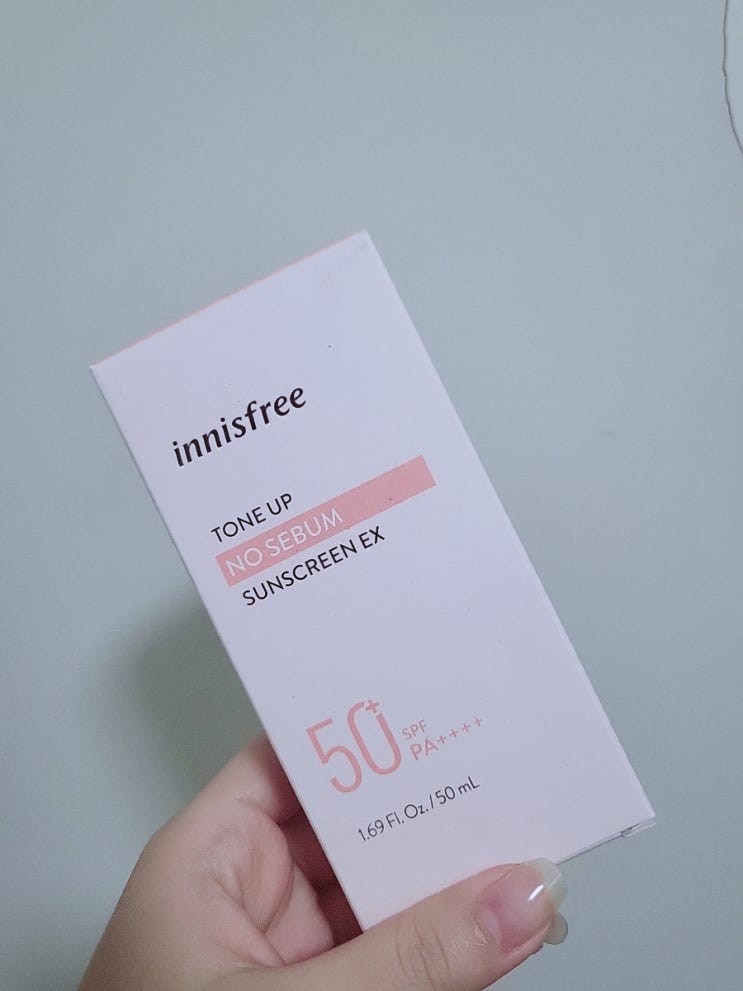 innisfree
TONE UP
NO SEBUM
SUNSCREEN EX
50+ SPF
PA++++
1.69 Fl. Oz. / 50 mL